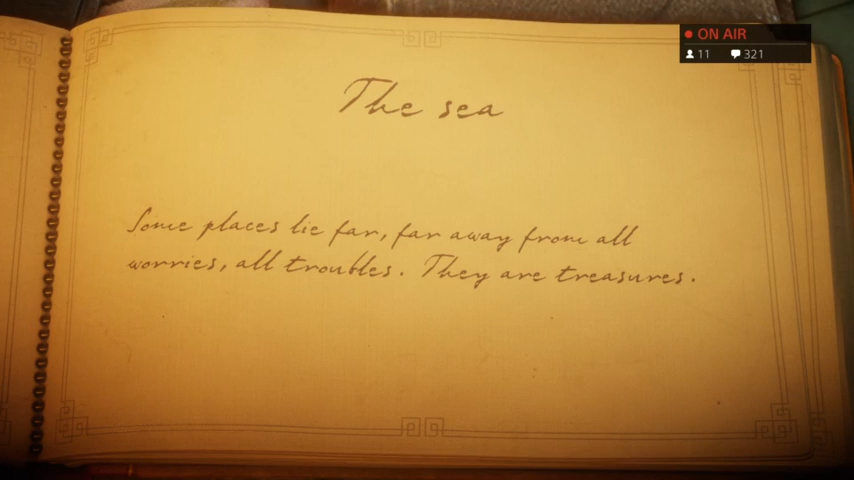 ON AIR
11 321
The sea
Some places lie far, far away from all
worries, all troubles. They are treasures.